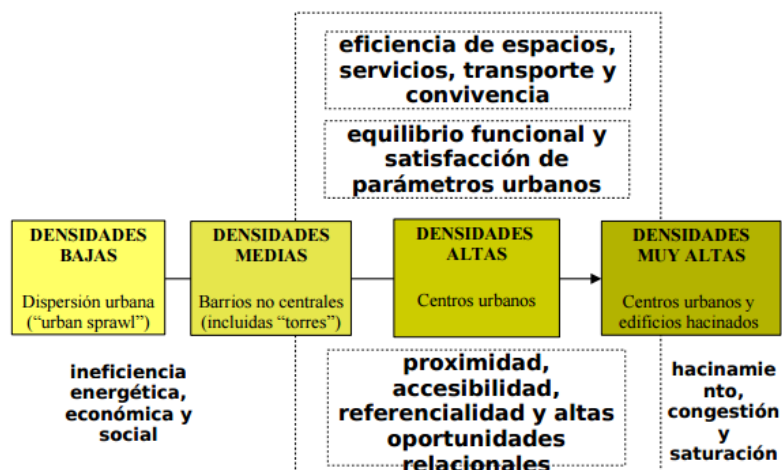 eficiencia de espacios,
servicios, transporte y
convivencia
equilibrio funcional y
satisfacción de
parámetros urbanos
DENSIDADES
BAJAS
Dispersión urbana
(“urban sprawl”)
DENSIDADES
MEDIAS
Barrios no centrales
(incluidas “torres”)
DENSIDADES
ALTAS
Centros urbanos
DENSIDADES
MUY ALTAS
Centros urbanos y
edificios hacinados
ineficiencia
energética,
económica y
social
proximidad,
accesibilidad,
referencialidad y altas
oportunidades
relacionales
hacinamie
nto,
congestión
y
saturación